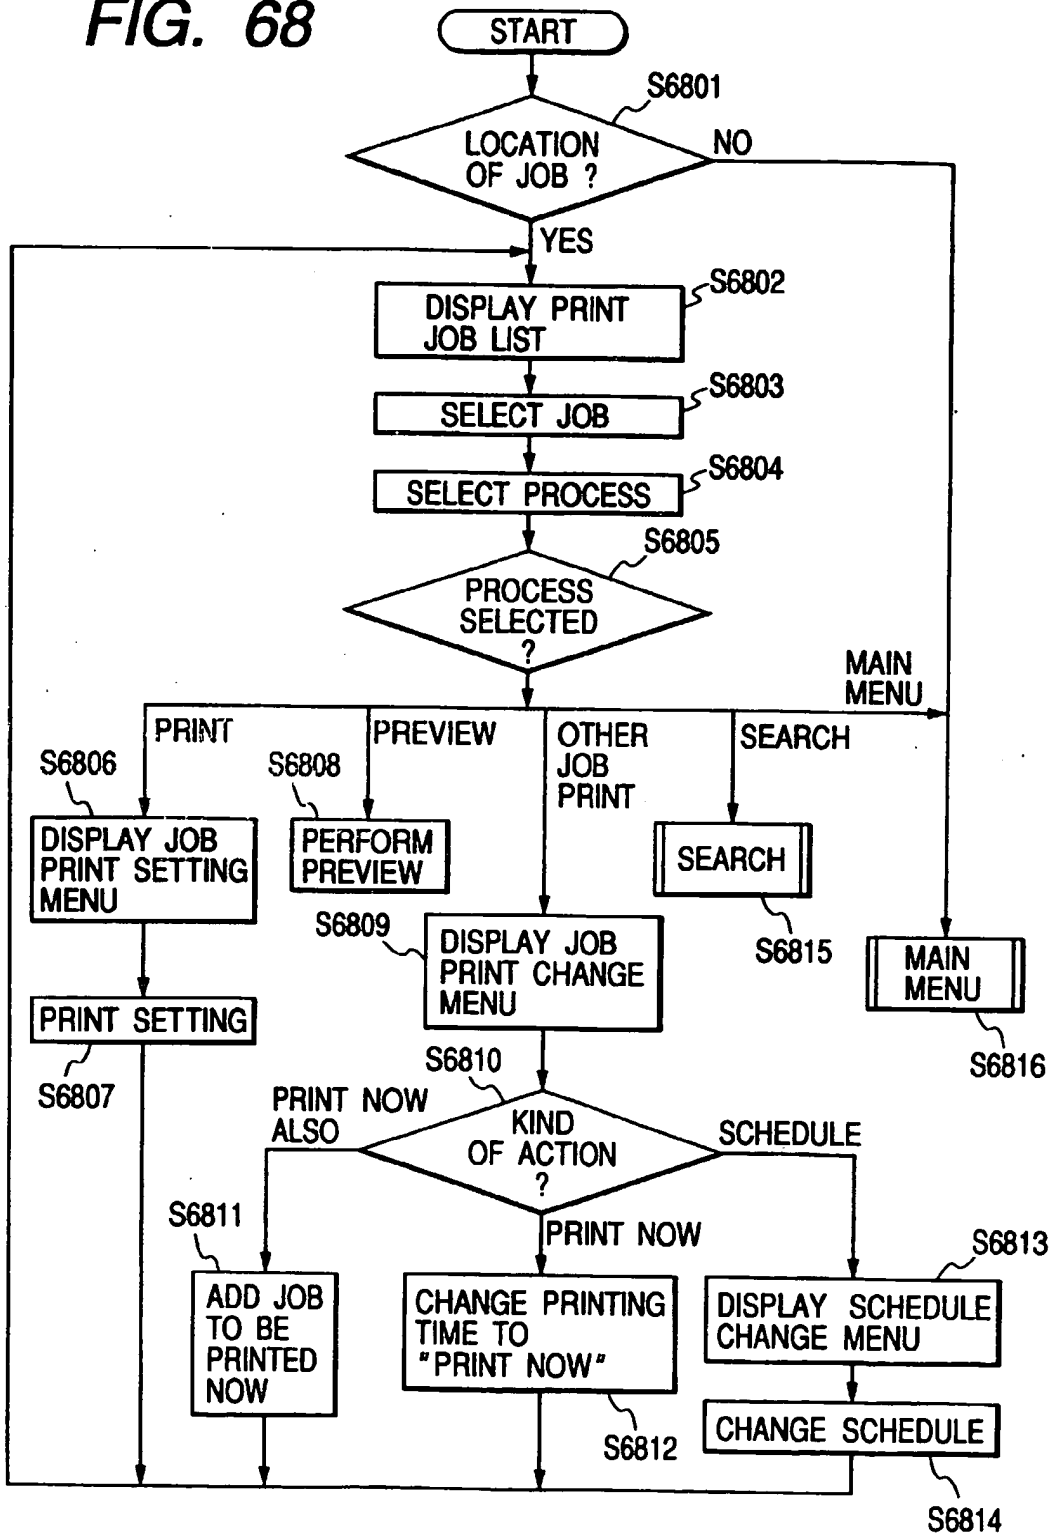 FIG. 68
START
S6801
LOCATION
OF JOB ?
NO
YES
S6802
DISPLAY PRINT
JOB LIST
S6803
SELECT JOB
S6804
SELECT PROCESS
S6805
PROCESS
SELECTED
?
MAIN
MENU
PRINT
PREVIEW
OTHER
JOB
PRINT
SEARCH
S6806
DISPLAY JOB
PRINT SETTING
MENU
S6808
PERFORM
PREVIEW
SEARCH
S6815
S6809
DISPLAY JOB
PRINT CHANGE
MENU
MAIN
MENU
S6816
PRINT SETTING
S6807
S6810
KIND
OF ACTION
?
PRINT NOW
ALSO
SCHEDULE
PRINT NOW
S6811
ADD JOB
TO BE
PRINTED
NOW
CHANGE PRINTING
TIME TO
"PRINT NOW"
S6812
S6813
DISPLAY SCHEDULE
CHANGE MENU
CHANGE SCHEDULE
S6814